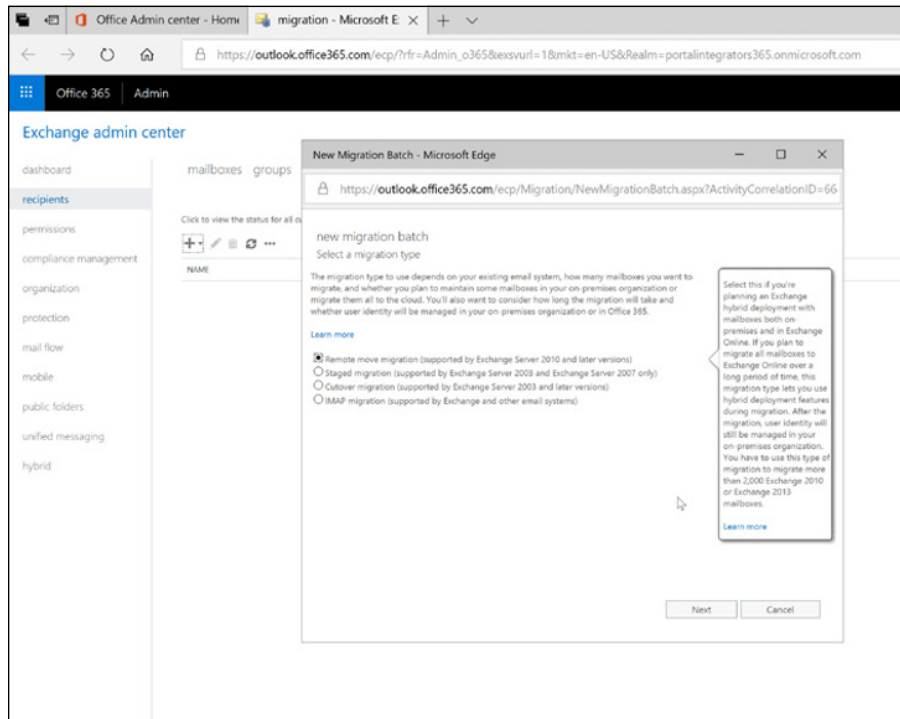 Office Admin center - Home
migration - Microsoft E
https://outlook.office365.com/ecp/?rfr=Admin_o365&exsvurl=1&mkt=en-US&Realm=portalintegrators365.onmicrosoft.com
Office 365 Admin
Exchange admin center
dashboard
recipients
permissions
compliance management
organization
protection
mail flow
mobile
public folders
unified messaging
hybrid
mailboxes groups
Click to view the status for all
NAME
New Migration Batch - Microsoft Edge
https://outlook.office365.com/ecp/Migration/NewMigrationBatch.aspx?ActivityCorrelationID=66
new migration batch
Select a migration type
The migration type to use depends on your existing email system, how many mailboxes you want to
migrate, and whether you plan to maintain some mailboxes in your on-premises organization or
migrate them all to the cloud. You'll also want to consider how long the migration will take and
whether user identity will be managed in your on-premises organization or in Office 365.
Learn more
Remote move migration (supported by Exchange Server 2010 and later versions)
Staged migration (supported by Exchange Server 2003 and Exchange Server 2007 only)
Cutover migration (supported by Exchange Server 2003 and later versions)
IMAP migration (supported by Exchange and other email systems)
Select this if you're
planning an Exchange
hybrid deployment with
mailboxes both on-
premises and in Exchange
Online. If you plan to
migrate all mailboxes to
Exchange Online over a
long period of time, this
migration type lets you use
hybrid deployment features
during migration. After the
migration, user identity will
still be managed in your
on-premises organization.
You have to use this type of
migration to migrate more
than 2,000 Exchange 2010
or Exchange 2013
mailboxes.
Learn more
Next
Cancel